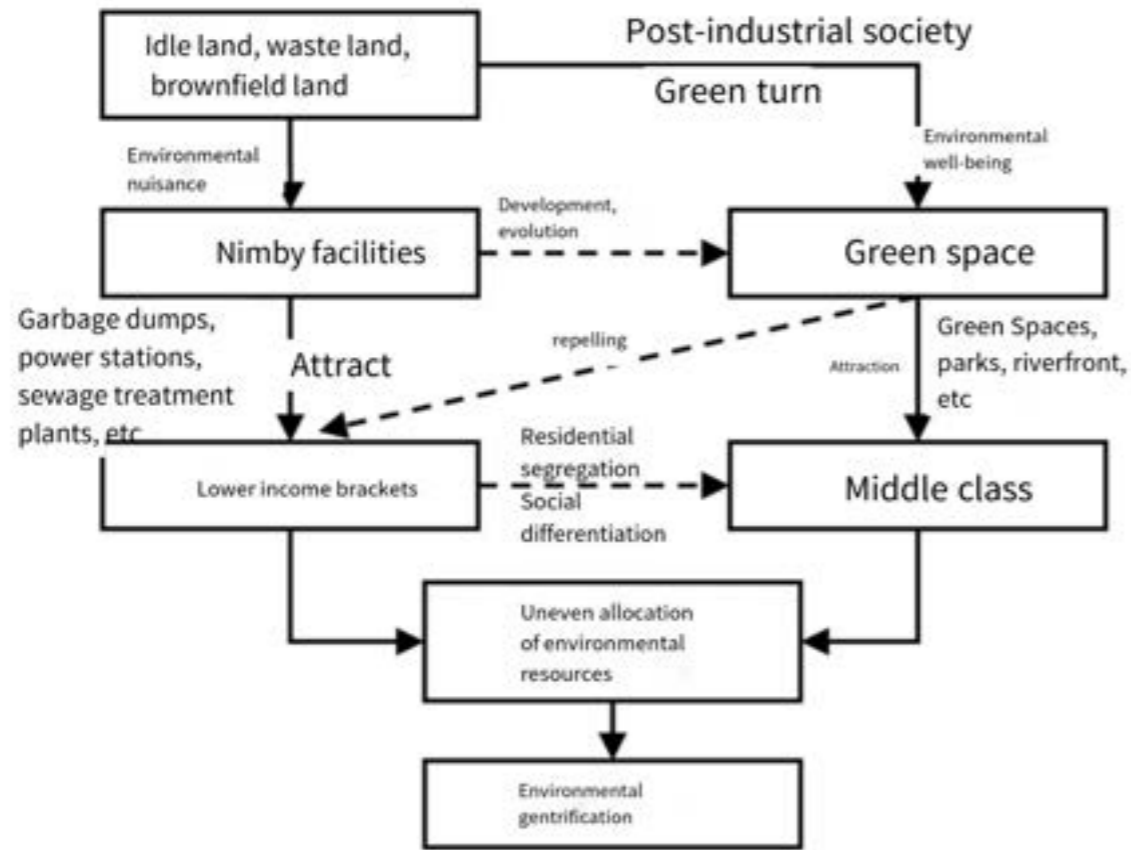 Idle land, waste land,
brownfield land
Post-industrial society
Green turn
Environmental
nuisance
Environmental
well-being
Nimby facilities
Development,
evolution
Green space
Garbage dumps,
power stations,
sewage treatment
plants, etc
Attract
repelling
Attraction
Green Spaces,
parks, riverfront,
etc
Lower income brackets
Residential
segregation
Social
differentiation
Middle class
Uneven allocation
of environmental
resources
Environmental
gentrification